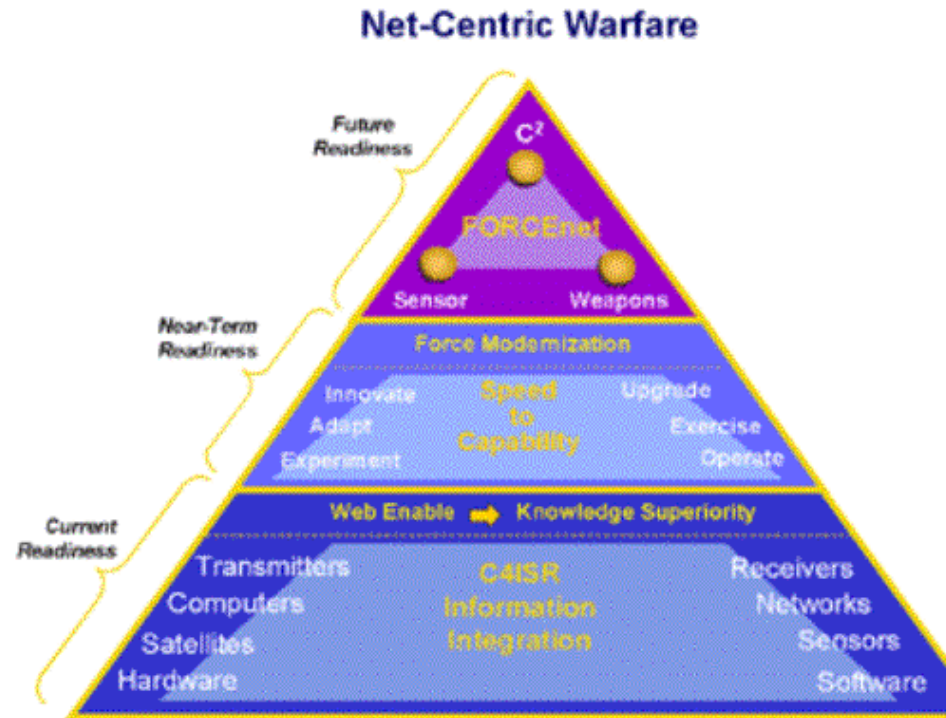 Net-Centric Warfare
Future
Readiness
C²
FORCEnet
Sensor Weapons
Near-Term
Readiness
Force Modernization
Innovate
Adapt
Experiment
Speed
to
Capability
Upgrade
Exercise
Operate
Current
Readiness
Web Enable Knowledge Superiority
Transmitters
Computers
Satellites
Hardware
C4ISR
Information
Integration
Receivers
Networks
Sensors
Software